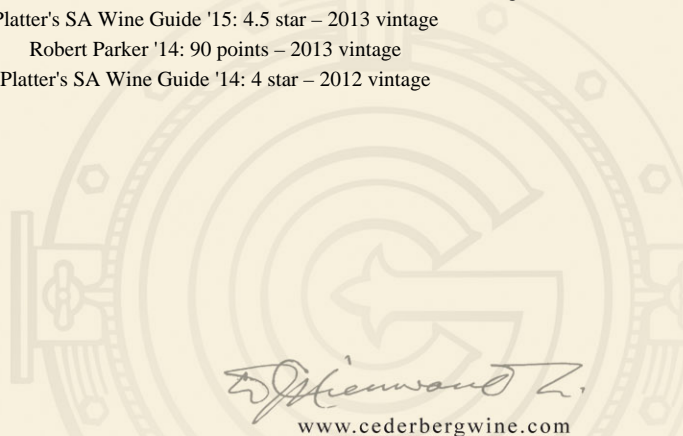 Platter's SA Wine Guide '15: 4.5 star – 2013 vintage
Robert Parker '14: 90 points – 2013 vintage
Platter's SA Wine Guide '14: 4 star – 2012 vintage
www.cederbergwine.com